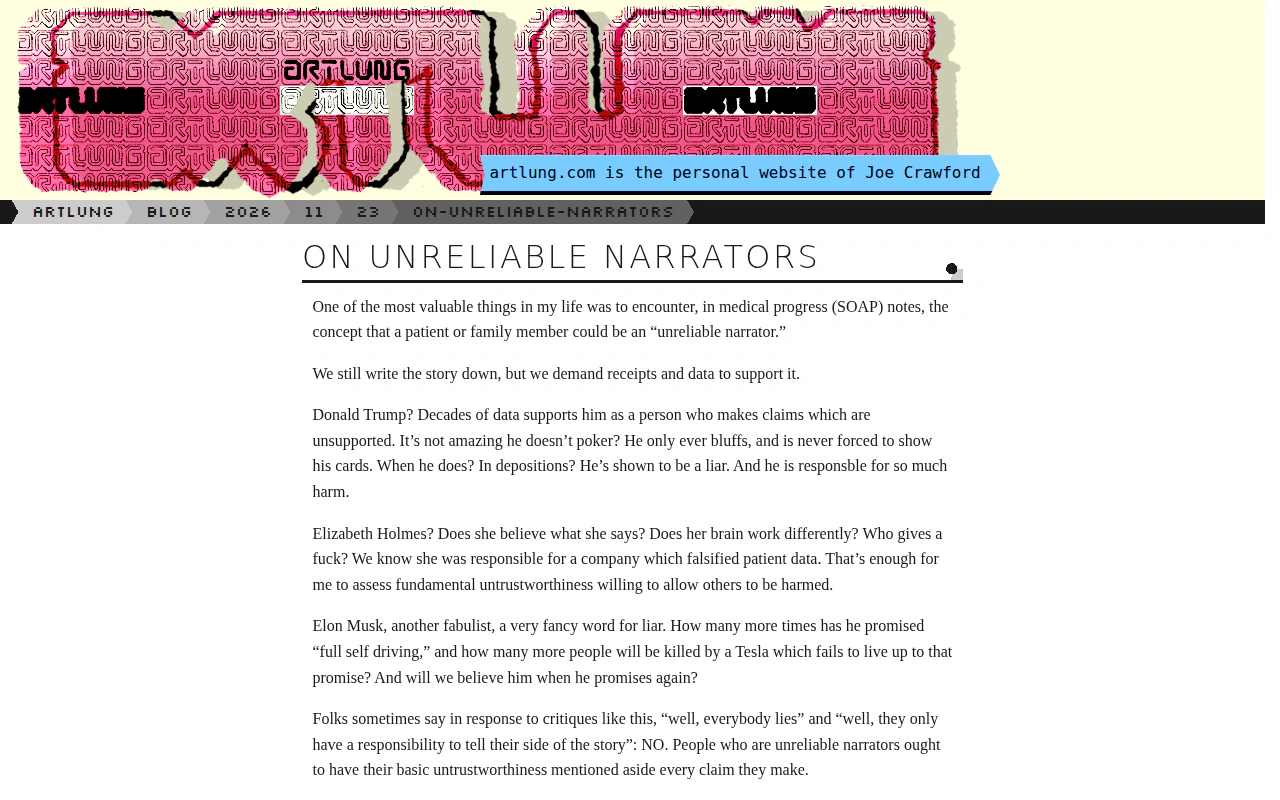 ARTLUNG
ARTLUNG
ARTLUNG
artlung.com is the personal website of Joe Crawford
ARTLUNG BLOG 2026 11 23 ON-UNRELIABLE-NARRATORS
ON UNRELIABLE NARRATORS
One of the most valuable things in my life was to encounter, in medical progress (SOAP) notes, the
concept that a patient or family member could be an “unreliable narrator.”
We still write the story down, but we demand receipts and data to support it.
Donald Trump? Decades of data supports him as a person who makes claims which are
unsupported. It’s not amazing he doesn’t poker? He only ever bluffs, and is never forced to show
his cards. When he does? In depositions? He’s shown to be a liar. And he is responsble for so much
harm.
Elizabeth Holmes? Does she believe what she says? Does her brain work differently? Who gives a
fuck? We know she was responsible for a company which falsified patient data. That’s enough for
me to assess fundamental untrustworthiness willing to allow others to be harmed.
Elon Musk, another fabulist, a very fancy word for liar. How many more times has he promised
“full self driving,” and how many more people will be killed by a Tesla which fails to live up to that
promise? And will we believe him when he promises again?
Folks sometimes say in response to critiques like this, “well, everybody lies” and “well, they only
have a responsibility to tell their side of the story”: NO. People who are unreliable narrators ought
to have their basic untrustworthiness mentioned aside every claim they make.